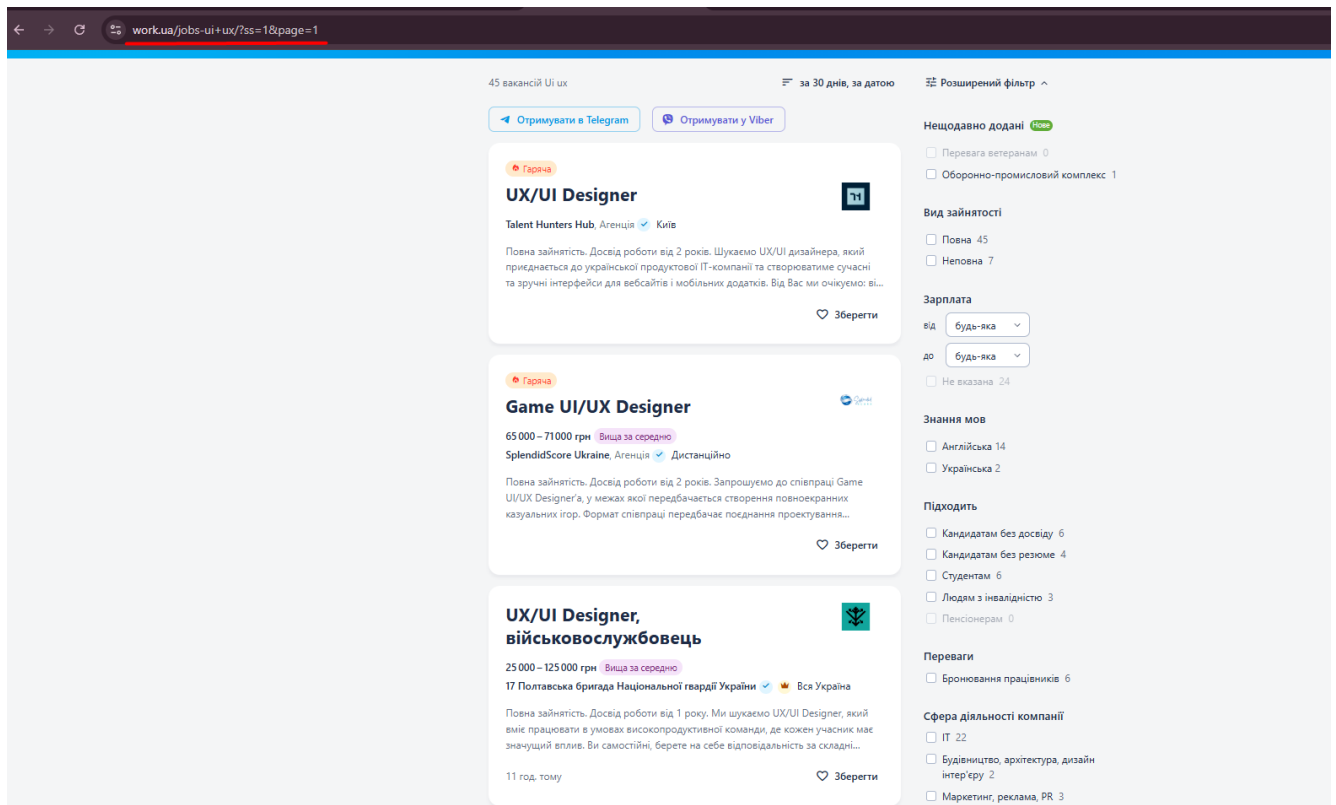 work.ua/jobs-ui+ux/?ss=1&page=1
45 вакансій Ui ux
за 30 днів, за датою
Розширений фільтр
Отримувати в Telegram
Отримувати у Viber
Гаряча
UX/UI Designer
Talent Hunters Hub, Агенція Київ
Повна зайнятість. Досвід роботи від 2 років. Шукаємо UX/UI дизайнера, який
приєднається до української продуктової ІТ-компанії та створюватиме сучасні
та зручні інтерфейси для вебсайтів і мобільних додатків. Від Вас ми очікуємо: ві...
Зберегти
Гаряча
Game UI/UX Designer
65 000 – 71 000 грн Вища за середню
SplendidScore Ukraine, Агенція Дистанційно
Повна зайнятість. Досвід роботи від 2 років. Запрошуємо до співпраці Game
UI/UX Designer'а, у межах якої передбачається створення повноекранних
казуальних ігор. Формат співпраці передбачає поєднання проектування...
Зберегти
UX/UI Designer,
військовослужбовець
25 000 – 125 000 грн Вища за середню
17 Полтавська бригада Національної гвардії України Вся Україна
Повна зайнятість. Досвід роботи від 1 року. Ми шукаємо UX/UI Designer, який
вміє працювати в умовах високопродуктивної команди, де кожен учасник має
значущий вплив. Ви самостійні, берете на себе відповідальність за складні...
11 год. тому
Зберегти
Нещодавно додані Нове
Перевага ветеранам 0
Оборонно-промисловий комплекс 1
Вид зайнятості
Повна 45
Неповна 7
Зарплата
від будь-яка
до будь-яка
Не вказана 24
Знання мов
Англійська 14
Українська 2
Підходить
Кандидатам без досвіду 6
Кандидатам без резюме 4
Студентам 6
Людям з інвалідністю 3
Пенсіонерам 0
Переваги
Бронювання працівників 6
Сфера діяльності компанії
IT 22
Будівництво, архітектура, дизайн
інтер'єру 2
Маркетинг, реклама, PR 3